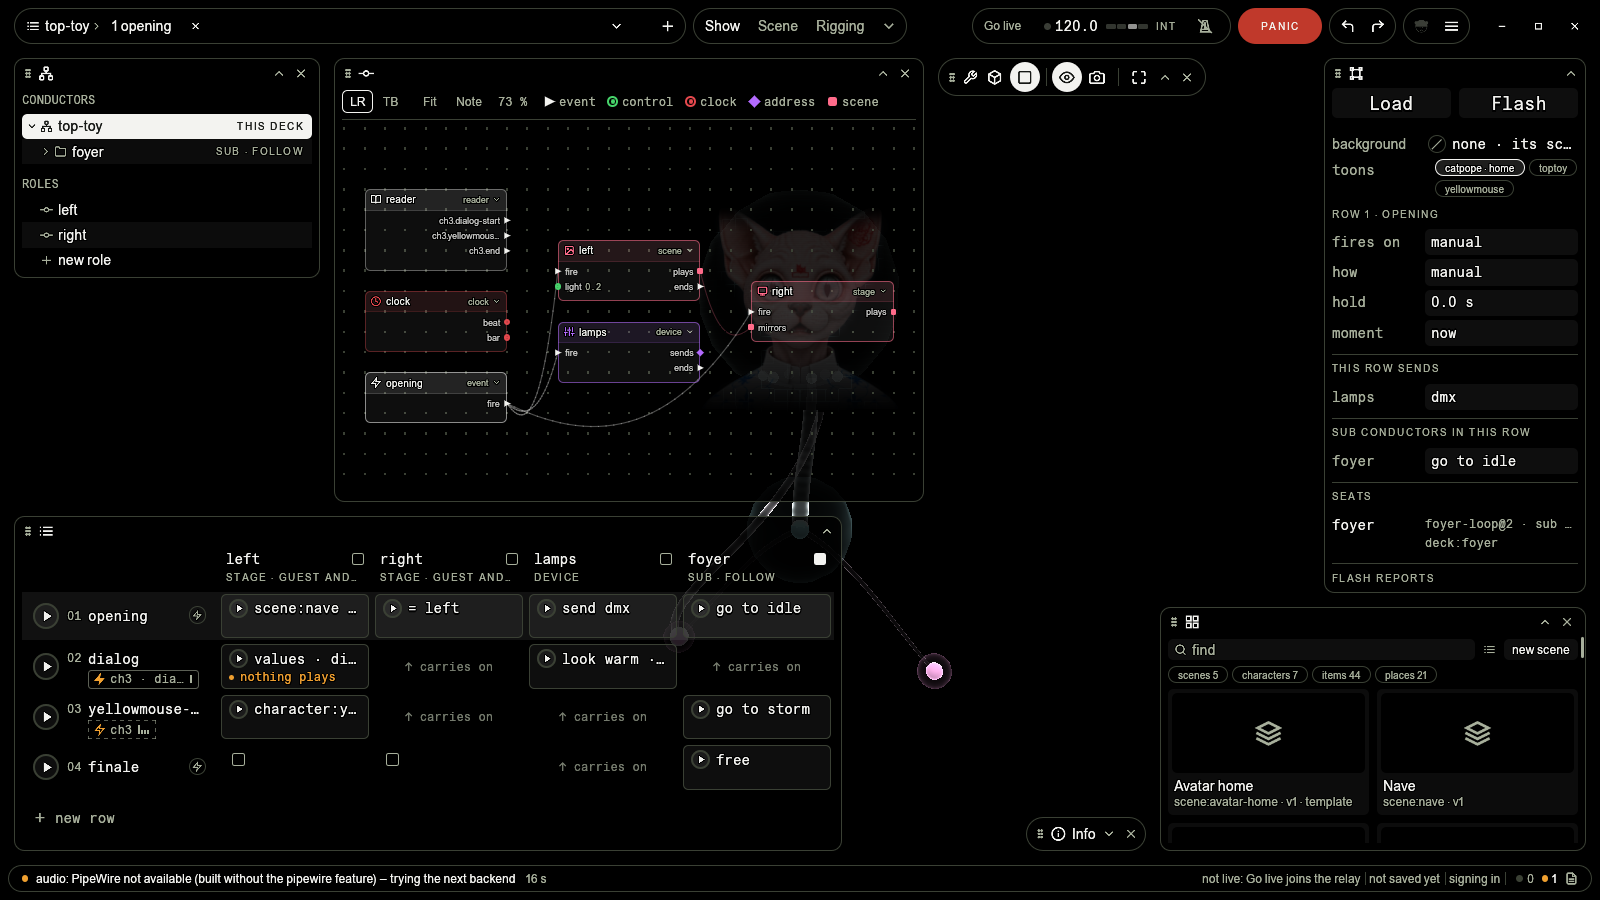 top-toy › 1 opening
Show Scene Rigging
Go live 120.0 INT
PANIC
CONDUCTORS
top-toy THIS DECK
foyer SUB · FOLLOW
ROLES
left
right
+ new role
LR TB Fit Note 73 % event control clock address scene
reader reader
ch3.dialog-start
ch3.yellowmous...
ch3.end
clock clock
beat
bar
opening event
fire
left scene
fire plays
light 0.2 ends
lamps device
fire sends
ends
right stage
fire plays
mirrors
Load Flash
background none · its sc…
toons catpope · home toptoy
yellowmouse
ROW 1 · OPENING
fires on manual
how manual
hold 0.0 s
moment now
THIS ROW SENDS
lamps dmx
SUB CONDUCTORS IN THIS ROW
foyer go to idle
SEATS
foyer foyer-loop@2 · sub …
deck:foyer
FLASH REPORTS
left right lamps foyer
STAGE · GUEST AND… STAGE · GUEST AND… DEVICE SUB · FOLLOW
01 opening scene:nave … = left send dmx go to idle
02 dialog values · di… ↑ carries on look warm ·… ↑ carries on
ch3 · dia… nothing plays
03 yellowmouse-… character:y… ↑ carries on ↑ carries on go to storm
ch3
04 finale ↑ carries on free
+ new row
find new scene
scenes 5 characters 7 items 44 places 21
Avatar home Nave
scene:avatar-home · v1 · template scene:nave · v1
Info
audio: PipeWire not available (built without the pipewire feature) – trying the next backend 16 s
not live: Go live joins the relay not saved yet signing in 0 1